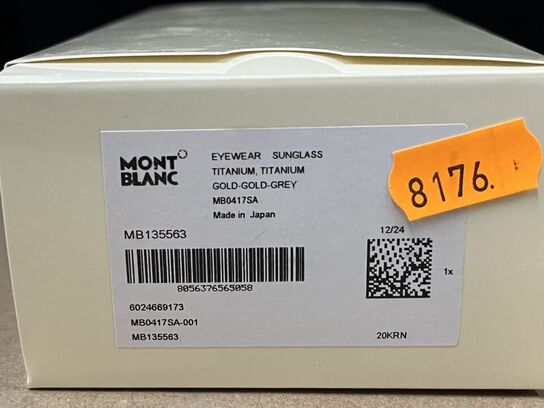 MONT
BLANC
EYEWEAR SUNGLASS
TITANIUM, TITANIUM
GOLD-GOLD-GREY
MB0417SA
Made in Japan
8176.
MB135563
12/24
8056376565058
1x
6024669173
MB0417SA-001
MB135563
20KRN